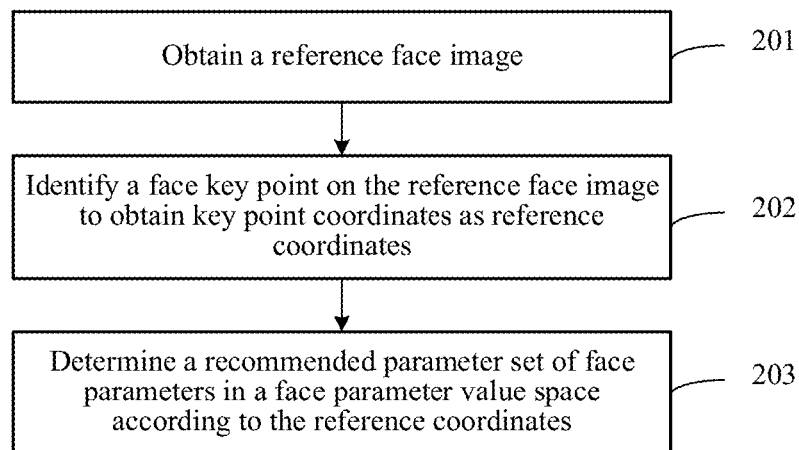 Obtain a reference face image
201
Identify a face key point on the reference face image
to obtain key point coordinates as reference
coordinates
202
Determine a recommended parameter set of face
parameters in a face parameter value space
according to the reference coordinates
203